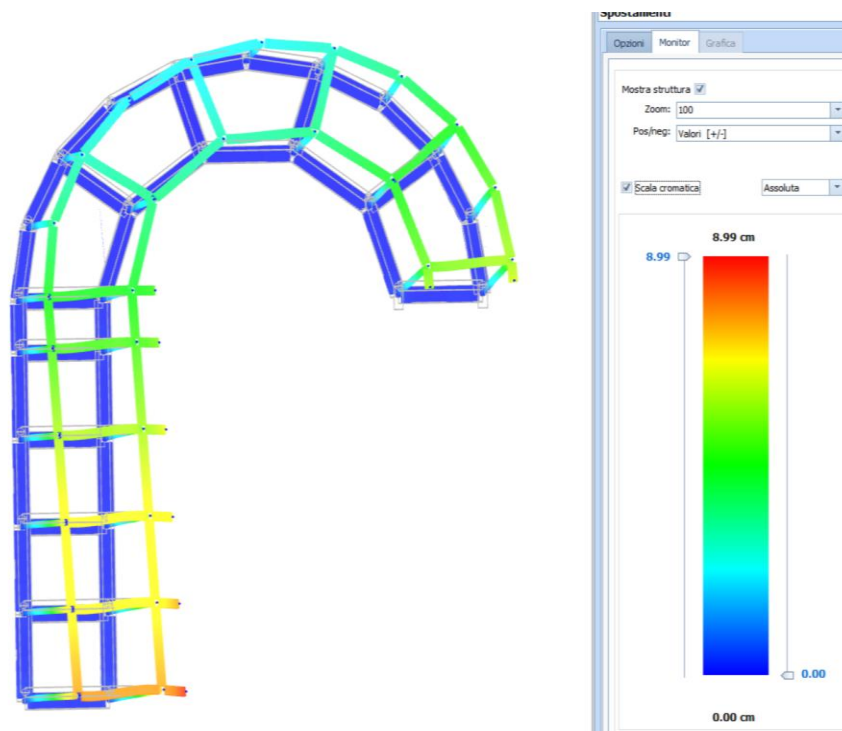 Spostamenti
Opzioni Monitor Grafica
Mostra struttura
Zoom: 100
Pos/neg: Valori [+/-]
Scala cromatica Assoluta
8.99 cm
8.99
0.00
0.00 cm